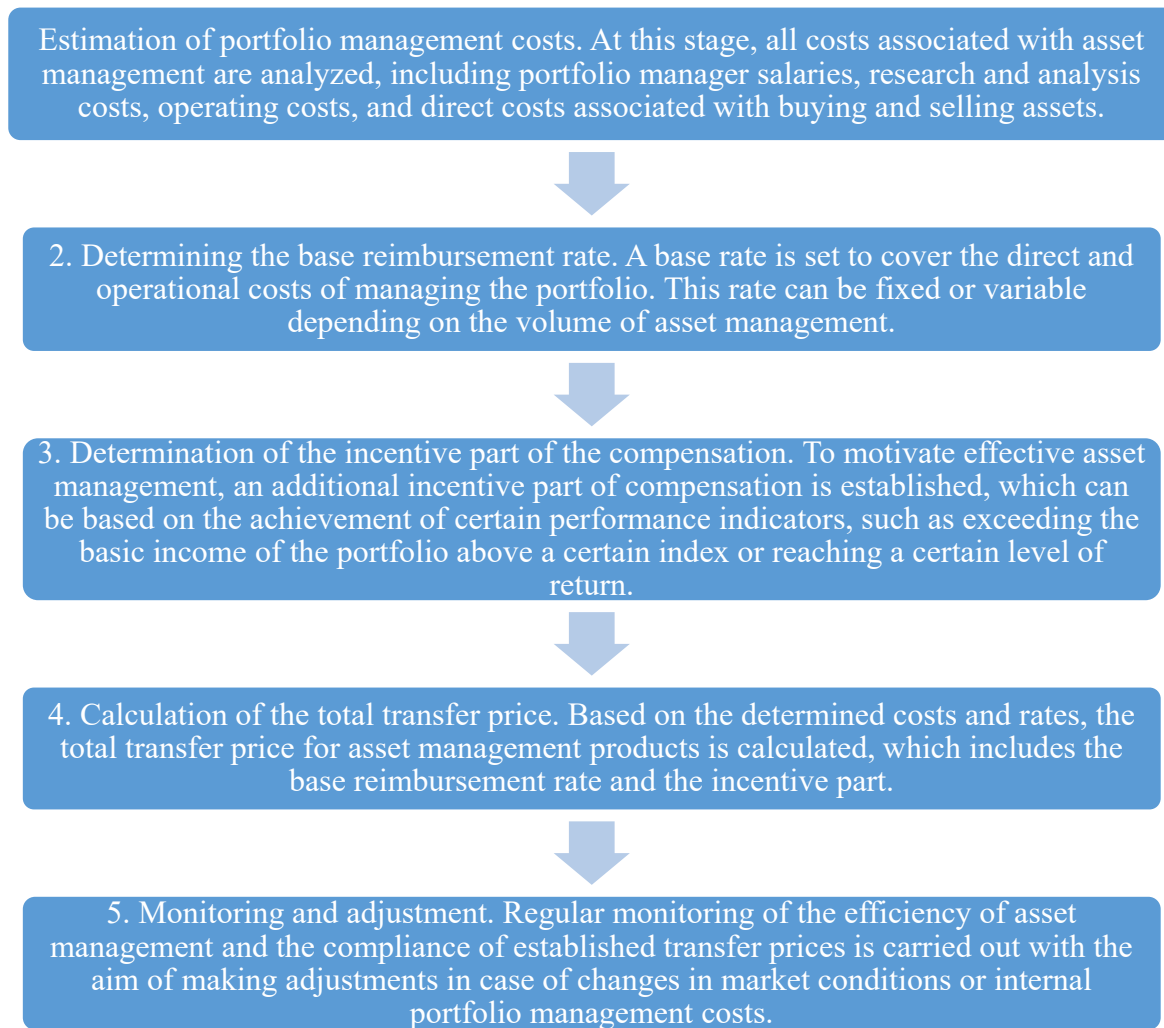 Estimation of portfolio management costs. At this stage, all costs associated with asset
management are analyzed, including portfolio manager salaries, research and analysis
costs, operating costs, and direct costs associated with buying and selling assets.
2. Determining the base reimbursement rate. A base rate is set to cover the direct and
operational costs of managing the portfolio. This rate can be fixed or variable
depending on the volume of asset management.
3. Determination of the incentive part of the compensation. To motivate effective asset
management, an additional incentive part of compensation is established, which can
be based on the achievement of certain performance indicators, such as exceeding the
basic income of the portfolio above a certain index or reaching a certain level of
return.
4. Calculation of the total transfer price. Based on the determined costs and rates, the
total transfer price for asset management products is calculated, which includes the
base reimbursement rate and the incentive part.
5. Monitoring and adjustment. Regular monitoring of the efficiency of asset
management and the compliance of established transfer prices is carried out with the
aim of making adjustments in case of changes in market conditions or internal
portfolio management costs.